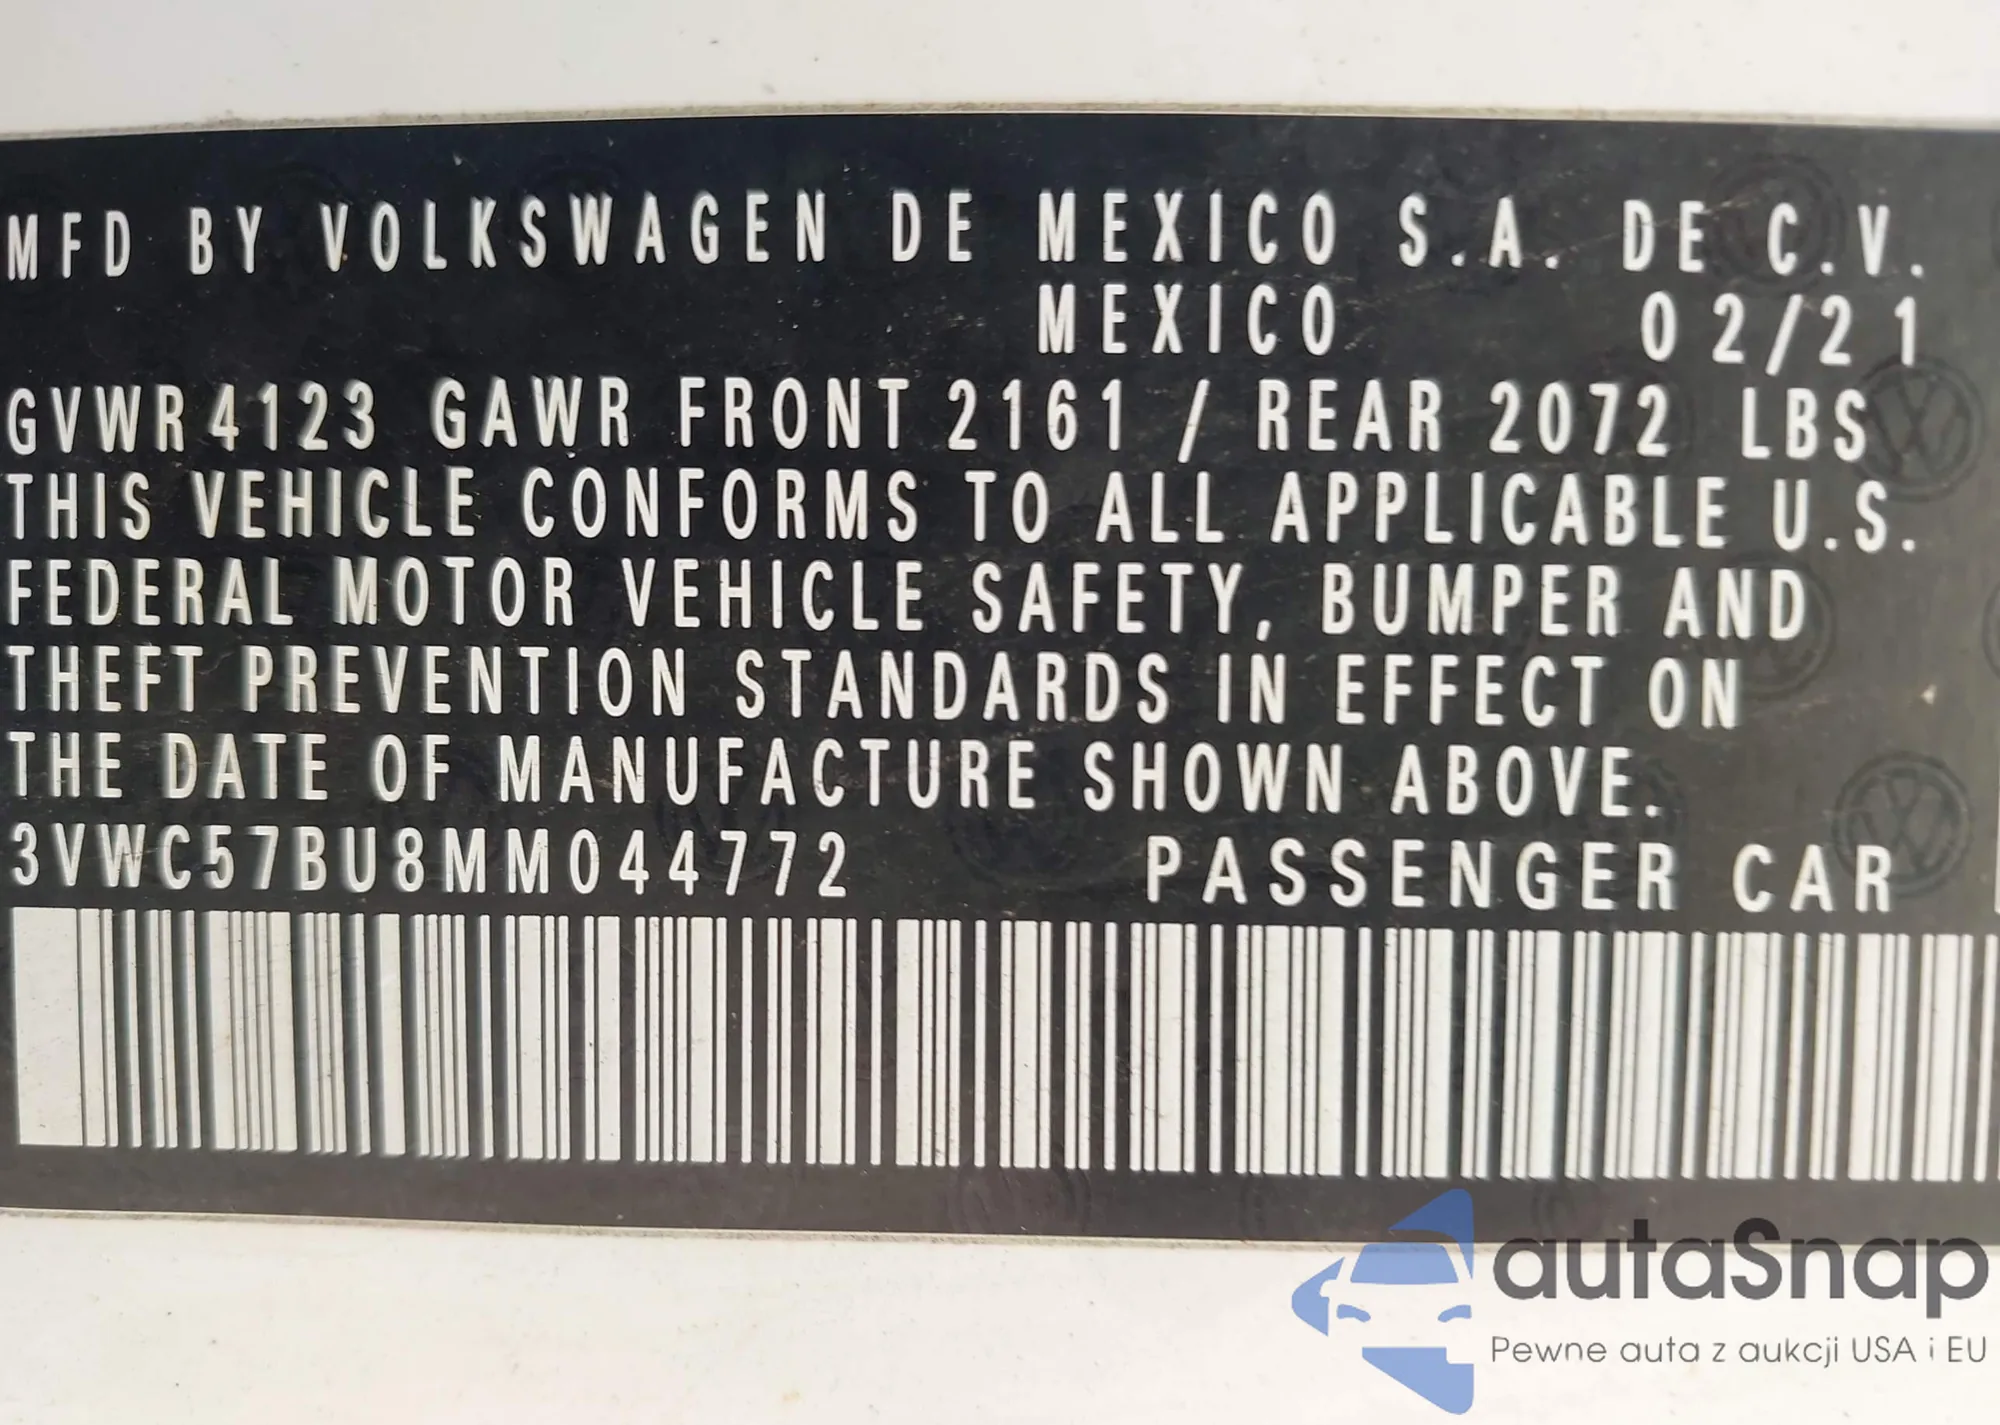 MFD BY VOLKSWAGEN DE MEXICO S.A. DE C.V.
MEXICO 02/21
GVWR 4123 GAWR FRONT 2161 / REAR 2072 LBS
THIS VEHICLE CONFORMS TO ALL APPLICABLE U.S.
FEDERAL MOTOR VEHICLE SAFETY, BUMPER AND
THEFT PREVENTION STANDARDS IN EFFECT ON
THE DATE OF MANUFACTURE SHOWN ABOVE.
3VWC57BU8MM044772 PASSENGER CAR
autaSnap
Pewne auta z aukcji USA i EU